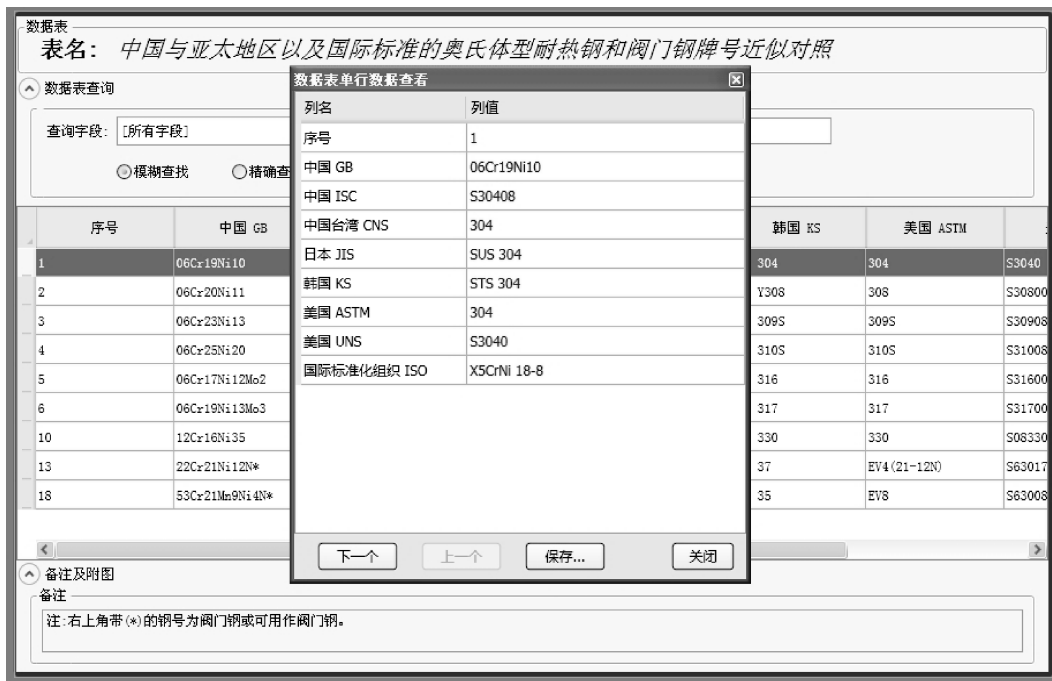 数据表
表名: 中国与亚太地区以及国际标准的奥氏体型耐热钢和阀门钢牌号近似对照
数据表查询
查询字段: [所有字段]
模糊查找 精确查
数据表单行数据查看
列名 列值
序号 1
中国 GB 06Cr19Ni10
中国 ISC S30408
中国台湾 CNS 304
日本 JIS SUS 304
韩国 KS STS 304
美国 ASTM 304
美国 UNS S3040
国际标准化组织 ISO X5CrNi 18-8
下一个 上一个 保存... 关闭
序号 中国 GB 韩国 KS 美国 ASTM
1 06Cr19Ni10 304 304 S3040
2 06Cr20Ni11 Y308 308 S30800
3 06Cr23Ni13 309S 309S S30908
4 06Cr25Ni20 310S 310S S31008
5 06Cr17Ni12Mo2 316 316 S31600
6 06Cr19Ni13Mo3 317 317 S31700
10 12Cr16Ni35 330 330 S08330
13 22Cr21Ni12N* 37 EV4(21-12N) S63017
18 53Cr21Mn9Ni4N* 35 EV8 S63008
备注及附图
备注
注:右上角带(*)的钢号为阀门钢或可用作阀门钢。